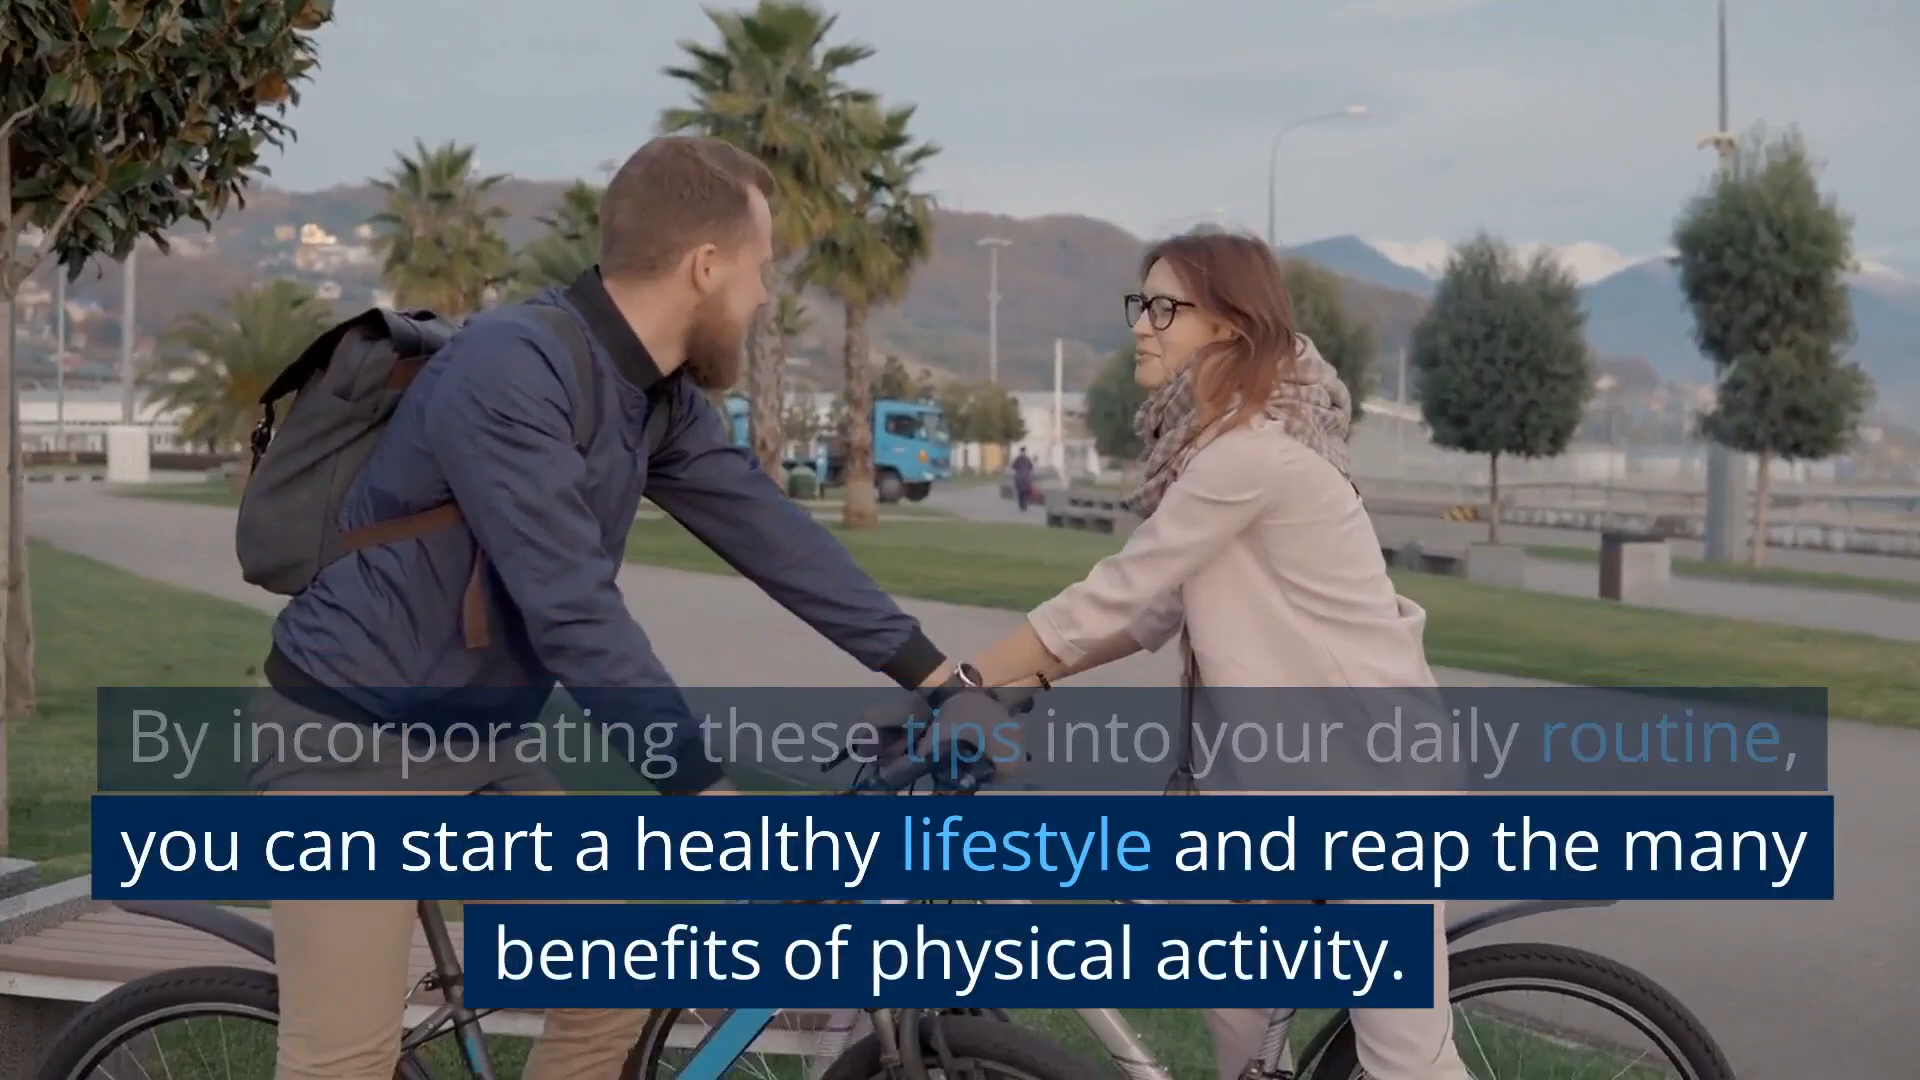 By incorporating these tips into your daily routine,
you can start a healthy lifestyle and reap the many
benefits of physical activity.